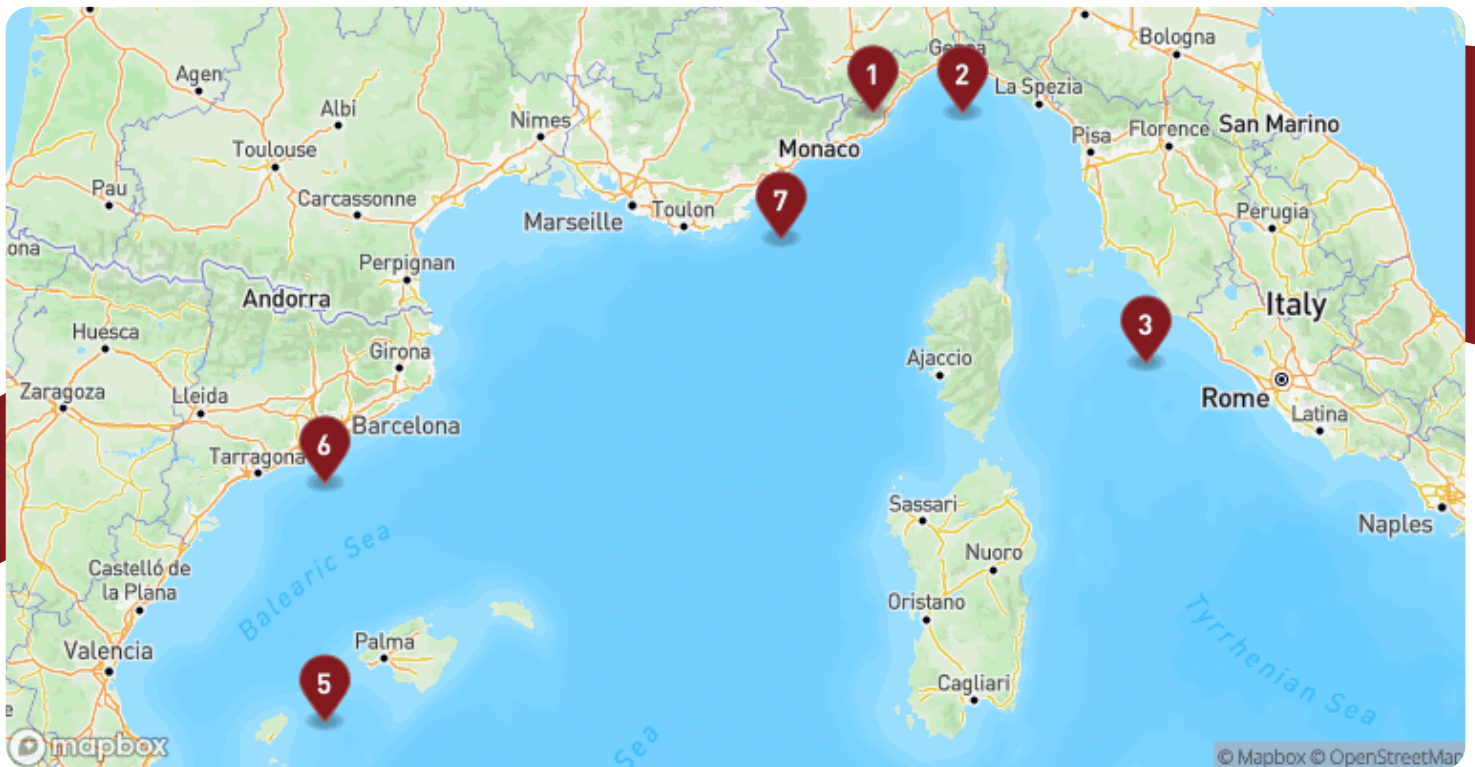 Bologna
Genoa
Agen
1
2
La Spezia
Albi
Nimes
Pisa
Florence
San Marino
Toulouse
Monaco
Pau
Carcassonne
7
Marseille
Toulon
Perugia
ona
Perpignan
Andorra
Italy
Huesca
3
Girona
Ajaccio
Zaragoza
Lleida
Rome
Latina
Barcelona
6
Tarragona
Sassari
Naples
Balearic Sea
Nuoro
Castelló de
la Plana
Oristano
Tyrrhenian Sea
Valencia
Palma
5
Cagliari
e
Sea
mapbox
© Mapbox © OpenStreetMap